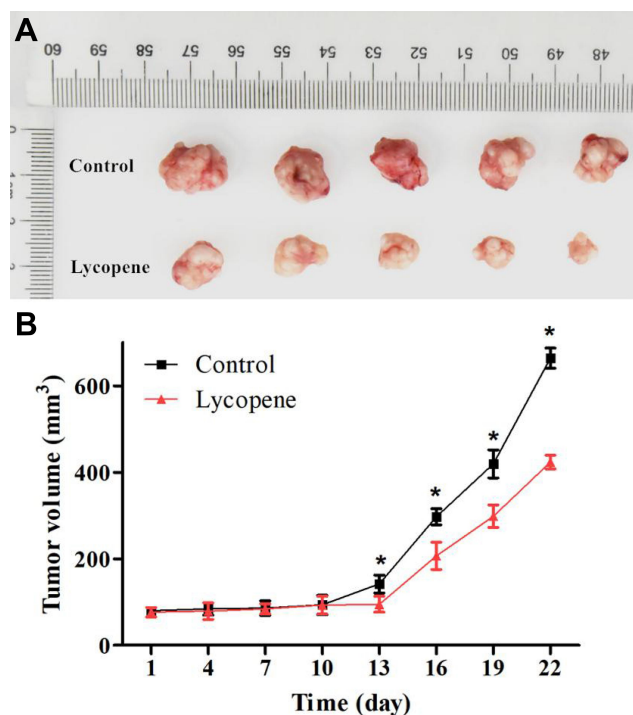 A
60 59 58 57 56 55 54 53 52 51 50 49 48
Control
Lycopene
B
Control
Lycopene
Tumor volume (mm³)
600
400
200
0
* * * *
1 4 7 10 13 16 19 22
Time (day)